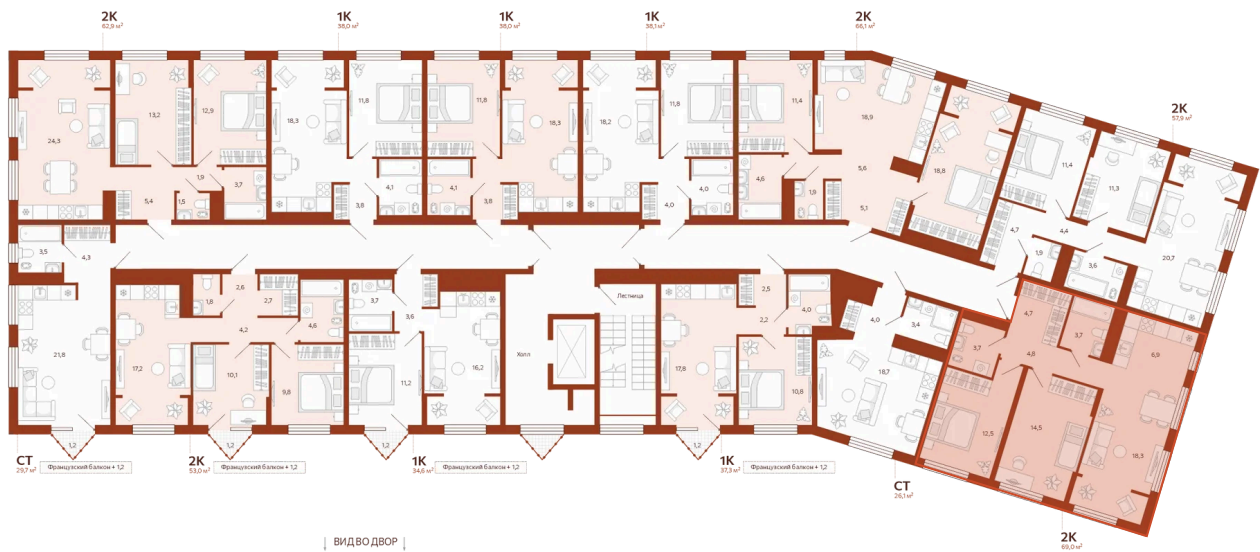 2К
62,9 м²
1К
38,0 м²
1К
38,0 м²
1К
38,1 м²
2К
66,1 м²
2К
57,9 м²
24,3
13,2
12,9
18,3
11,8
11,8
18,3
18,2
11,8
11,4
18,9
18,8
11,4
11,3
20,7
5,4
1,5
1,9
3,7
3,8
4,1
4,1
3,8
4,0
4,0
4,6
1,9
5,6
5,1
4,7
4,4
1,9
3,6
3,5
4,3
21,8
1,8
2,6
2,7
4,2
4,6
17,2
10,1
9,8
3,7
3,6
11,2
16,2
Холл
Лестница
2,5
2,2
4,0
17,8
10,8
4,0
3,4
18,7
4,7
3,7
4,8
3,7
6,9
12,5
14,5
18,3
1,2
1,2
1,2
1,2
СТ
29,7 м²
Французский балкон + 1,2
2К
53,0 м²
Французский балкон + 1,2
1К
34,6 м²
Французский балкон + 1,2
1К
37,3 м²
Французский балкон + 1,2
СТ
26,1 м²
2К
69,0 м²
↓ ВИД ВО ДВОР ↓